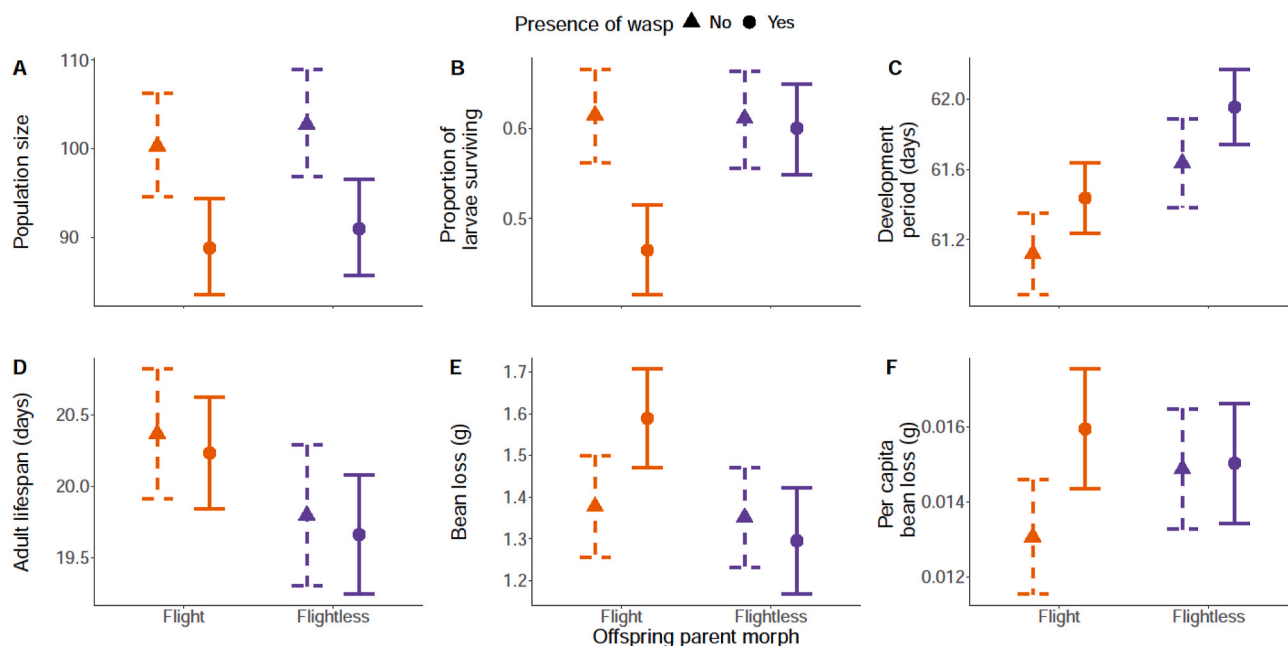 Presence of wasp No Yes
A
Population size
110
100
90
B
Proportion of
larvae surviving
0.6
0.5
C
Development
period (days)
62.0
61.6
61.2
D
Adult lifespan (days)
20.5
20.0
19.5
Flight Flightless
E
Bean loss (g)
1.7
1.6
1.5
1.4
1.3
1.2
Flight Flightless
F
Per capita
bean loss (g)
0.016
0.014
0.012
Flight Flightless
Offspring parent morph